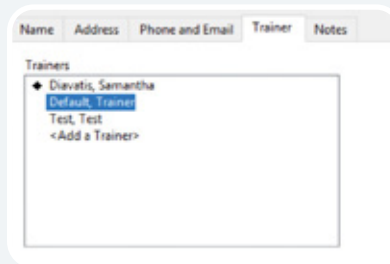 Name Address Phone and Email Trainer Notes
Trainers
Diavatis, Samantha
Default, Trainer
Test, Test
<Add a Trainer>